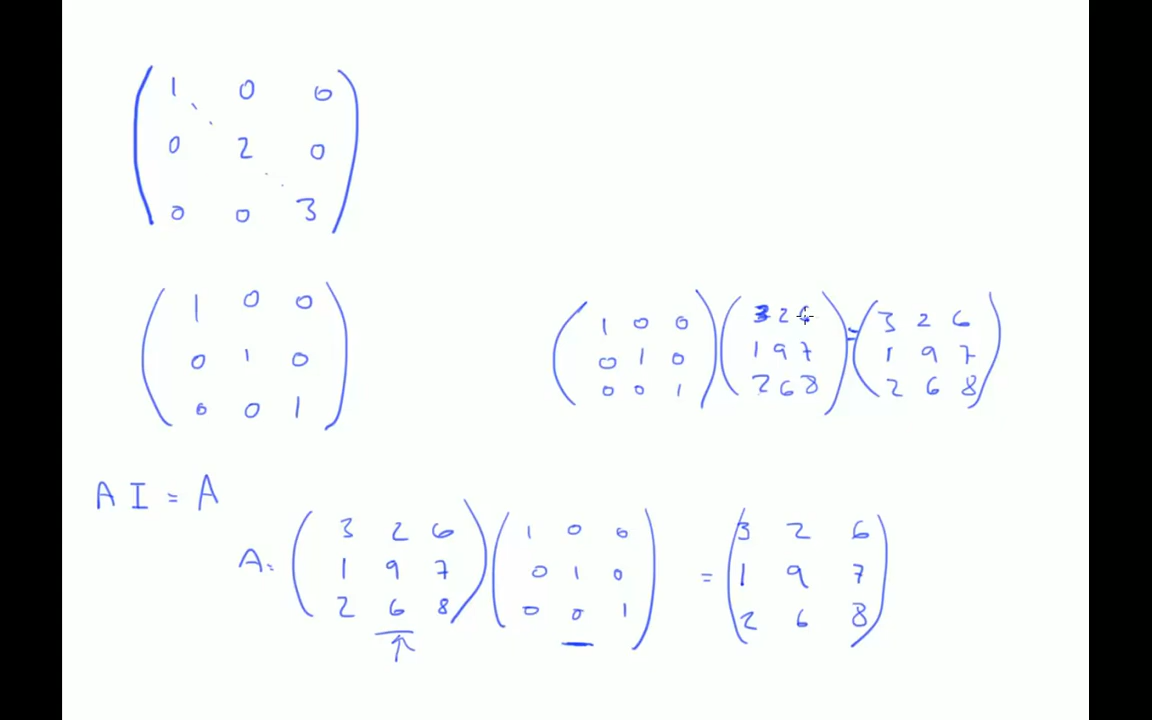 1 0 0
0 2 0
0 0 3
1 0 0
0 1 0
0 0 1
1 0 0 3 2 6 = 3 2 6
0 1 0 1 9 7 1 9 7
0 0 1 2 6 8 2 6 8
A I = A
A = 3 2 6 1 0 0 = 3 2 6
1 9 7 0 1 0 1 9 7
2 6 8 0 0 1 2 6 8